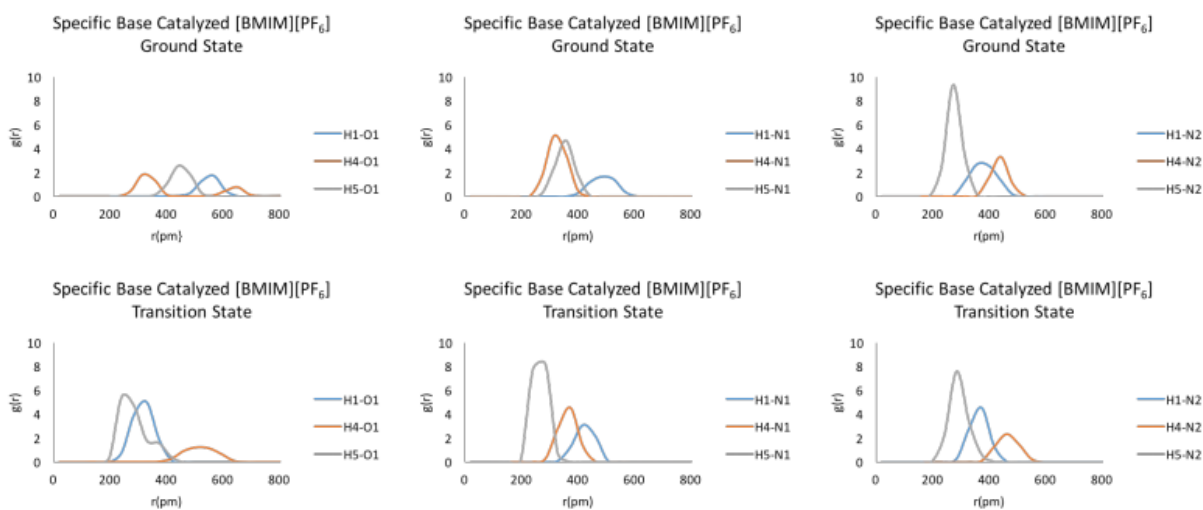 Specific Base Catalyzed [BMIM][PF₆]
Ground State
10
8
6
4
2
0
g(r)
0 200 400 600 800
r(pm}
H1-O1
H4-O1
H5-O1
Specific Base Catalyzed [BMIM][PF₆]
Ground State
10
8
6
4
2
0
g(r)
0 200 400 600 800
r(pm)
H1-N1
H4-N1
H5-N1
Specific Base Catalyzed [BMIM][PF₆]
Ground State
10
8
6
4
2
0
g(r)
0 200 400 600 800
r(pm)
H1-N2
H4-N2
H5-N2
Specific Base Catalyzed [BMIM][PF₆]
Transition State
10
8
6
4
2
0
g(r)
0 200 400 600 800
r(pm)
H1-O1
H4-O1
H5-O1
Specific Base Catalyzed [BMIM][PF₆]
Transition State
10
8
6
4
2
0
g(r)
0 200 400 600 800
r(pm)
H1-N1
H4-N1
H5-N1
Specific Base Catalyzed [BMIM][PF₆]
Transition State
10
8
6
4
2
0
g(r)
0 200 400 600 800
r(pm)
H1-N2
H4-N2
H5-N2